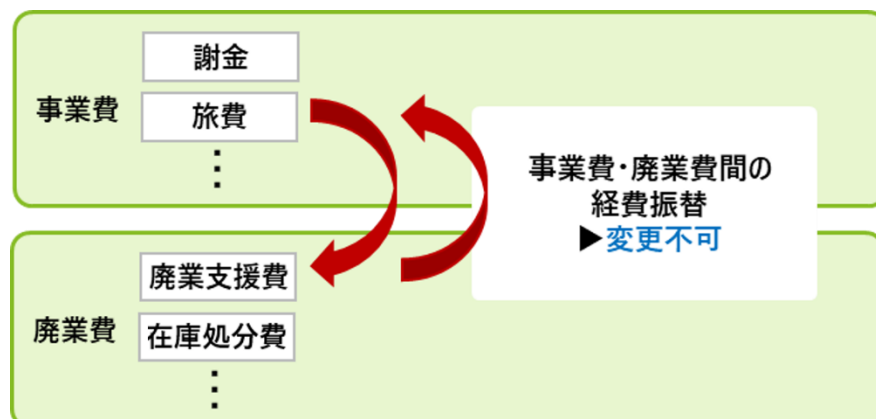 事業費
謝金
旅費
⋮
事業費・廃業費間の
経費振替
▶変更不可
廃業費
廃業支援費
在庫処分費
⋮